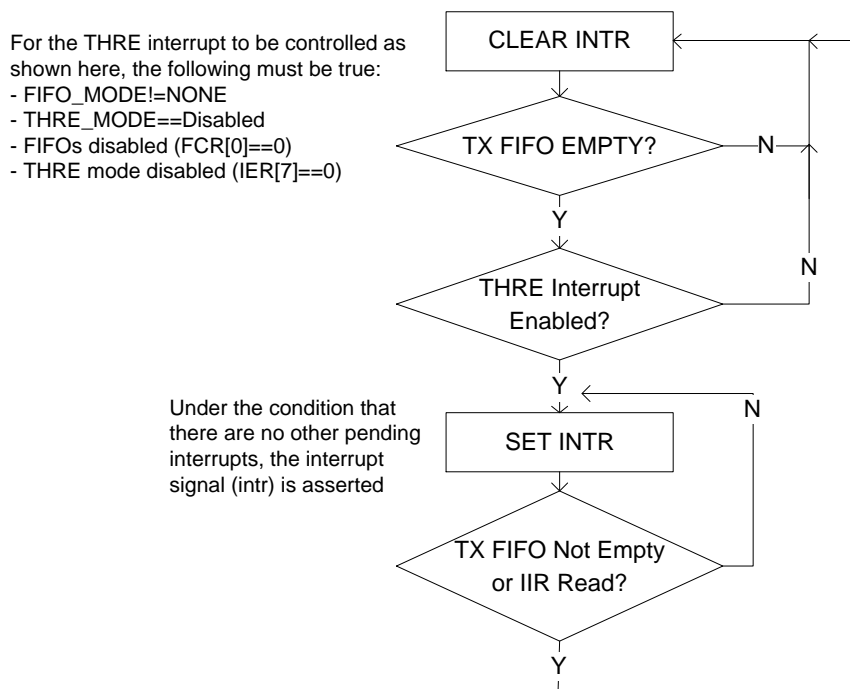 For the THRE interrupt to be controlled as
shown here, the following must be true:
- FIFO_MODE!=NONE
- THRE_MODE==Disabled
- FIFOs disabled (FCR[0]==0)
- THRE mode disabled (IER[7]==0)
CLEAR INTR
TX FIFO EMPTY?
N
Y
THRE Interrupt
Enabled?
N
Y
Under the condition that
there are no other pending
interrupts, the interrupt
signal (intr) is asserted
SET INTR
N
TX FIFO Not Empty
or IIR Read?
Y